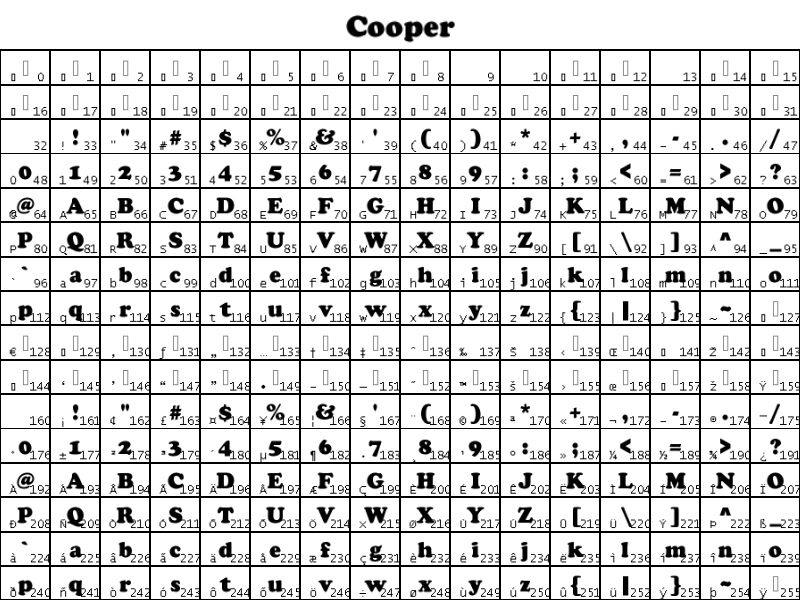 Cooper
0 1 2 3 4 5 6 7 8 9 10 11 12 13 14 15
16 17 18 19 20 21 22 23 24 25 26 27 28 29 30 31
32 ! ! 33 " " 34 # # 35 $ $ 36 % % 37 & & 38 ' ' 39 ( ( 40 ) ) 41 * * 42 + + 43 , , 44 - - 45 . . 46 / / 47
0 0 48 1 1 49 2 2 50 3 3 51 4 4 52 5 5 53 6 6 54 7 7 55 8 8 56 9 9 57 : : 58 ; ; 59 < < 60 = = 61 > > 62 ? ? 63
@ @ 64 A A 65 B B 66 C C 67 D D 68 E E 69 F F 70 G G 71 H H 72 I I 73 J J 74 K K 75 L L 76 M M 77 N N 78 O O 79
P P 80 Q Q 81 R R 82 S S 83 T T 84 U U 85 V V 86 W W 87 X X 88 Y Y 89 Z Z 90 [ [ 91 \ \ 92 ] ] 93 ^ ^ 94 _ _ 95
` ` 96 a a 97 b b 98 c c 99 d d 100 e e 101 f f 102 g g 103 h h 104 i i 105 j j 106 k k 107 l l 108 m m 109 n n 110 o o 111
p p 112 q q 113 r r 114 s s 115 t t 116 u u 117 v v 118 w w 119 x x 120 y y 121 z z 122 { { 123 | | 124 } } 125 ~ ~ 126 127
€ 128 129 ‚ 130 ƒ 131 „ 132 … 133 † 134 ‡ 135 ˆ 136 ‰ 137 Š 138 ‹ 139 Œ 140 141 Ž 142 143
144 ‘ 145 ’ 146 “ 147 ” 148 • 149 – 150 — 151 ˜ 152 ™ 153 š 154 › 155 œ 156 157 ž 158 Ÿ 159
160 ¡ ! 161 ¢ " 162 £ # 163 ¤ $ 164 ¥ % 165 ¦ & 166 § ' 167 ¨ ( 168 © ) 169 ª * 170 « + 171 ¬ , 172 - - 173 ® . 174 ¯ / 175
° 0 176 ± 1 177 ² 2 178 ³ 3 179 ´ 4 180 µ 5 181 ¶ 6 182 · 7 183 ¸ 8 184 ¹ 9 185 º : 186 » ; 187 ¼ < 188 ½ = 189 ¾ > 190 ¿ ? 191
À @ 192 Á A 193 Â B 194 Ã C 195 Ä D 196 Å E 197 Æ F 198 Ç G 199 È H 200 É I 201 Ê J 202 Ë K 203 Ì L 204 Í M 205 Î N 206 Ï O 207
Ð P 208 Ñ Q 209 Ò R 210 Ó S 211 Ô T 212 Õ U 213 Ö V 214 × W 215 Ø X 216 Ù Y 217 Ú Z 218 Û [ 219 Ü \ 220 Ý ] 221 Þ ^ 222 ß _ 223
à ` 224 á a 225 â b 226 ã c 227 ä d 228 å e 229 æ f 230 ç g 231 è h 232 é i 233 ê j 234 ë k 235 ì l 236 í m 237 î n 238 ï o 239
ð p 240 ñ q 241 ò r 242 ó s 243 ô t 244 õ u 245 ö v 246 ÷ w 247 ø x 248 ù y 249 ú z 250 û { 251 ü | 252 ý } 253 þ ~ 254 ÿ 255